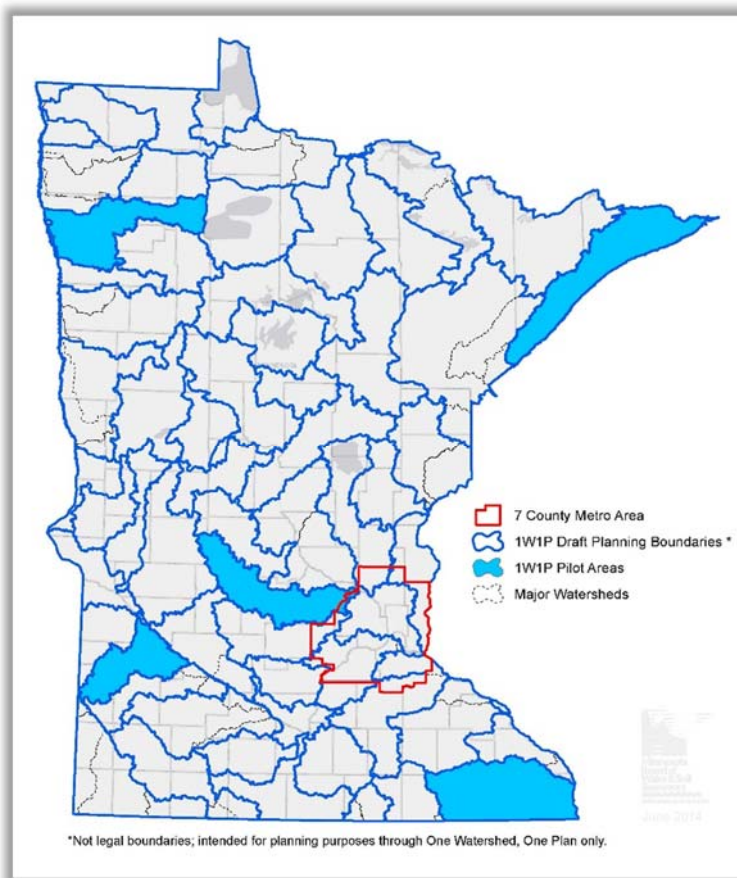 7 County Metro Area
1W1P Draft Planning Boundaries *
1W1P Pilot Areas
Major Watersheds
June 2014
*Not legal boundaries; intended for planning purposes through One Watershed, One Plan only.